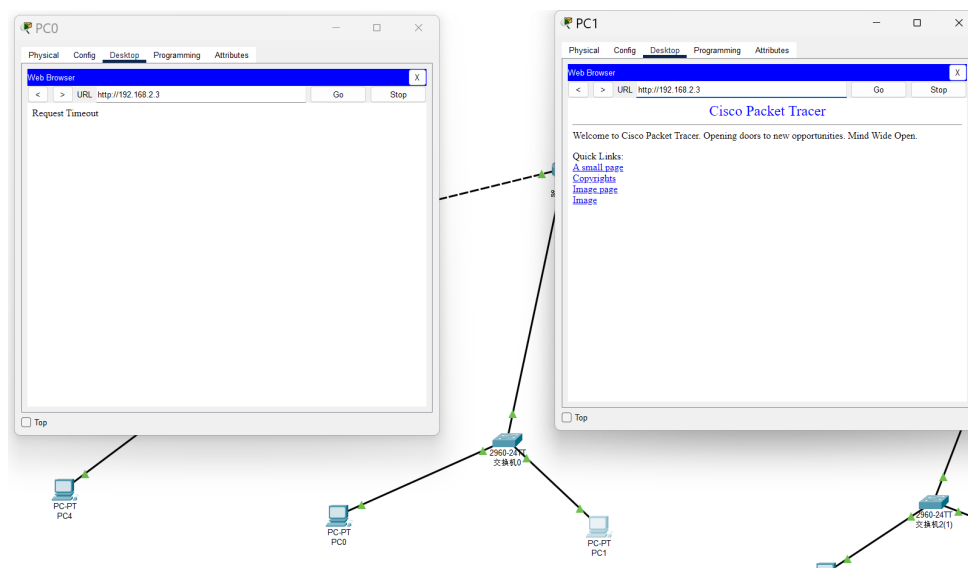 PC0
Physical Config Desktop Programming Attributes
Web Browser
X
< > URL http://192.168.2.3 Go Stop
Request Timeout
Top
PC1
Physical Config Desktop Programming Attributes
Web Browser
X
< > URL http://192.168.2.3 Go Stop
Cisco Packet Tracer
Welcome to Cisco Packet Tracer. Opening doors to new opportunities. Mind Wide Open.
Quick Links:
A small page
Copyrights
Image page
Image
Top
2960-24TT
交换机0
PC-PT
PC4
PC-PT
PC0
PC-PT
PC1
2960-24TT
交换机2(1)